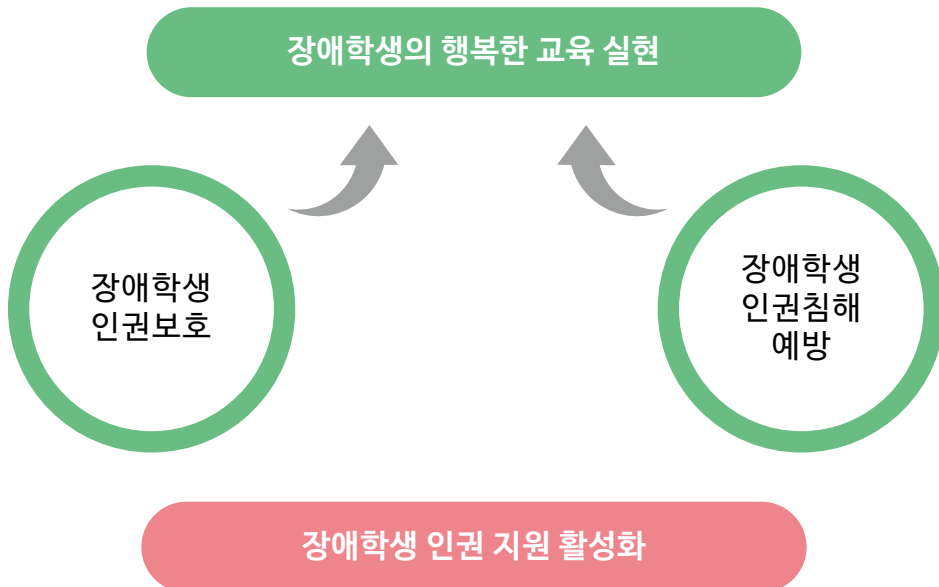 장애학생의 행복한 교육 실현
장애학생
인권보호
장애학생
인권침해
예방
장애학생 인권 지원 활성화